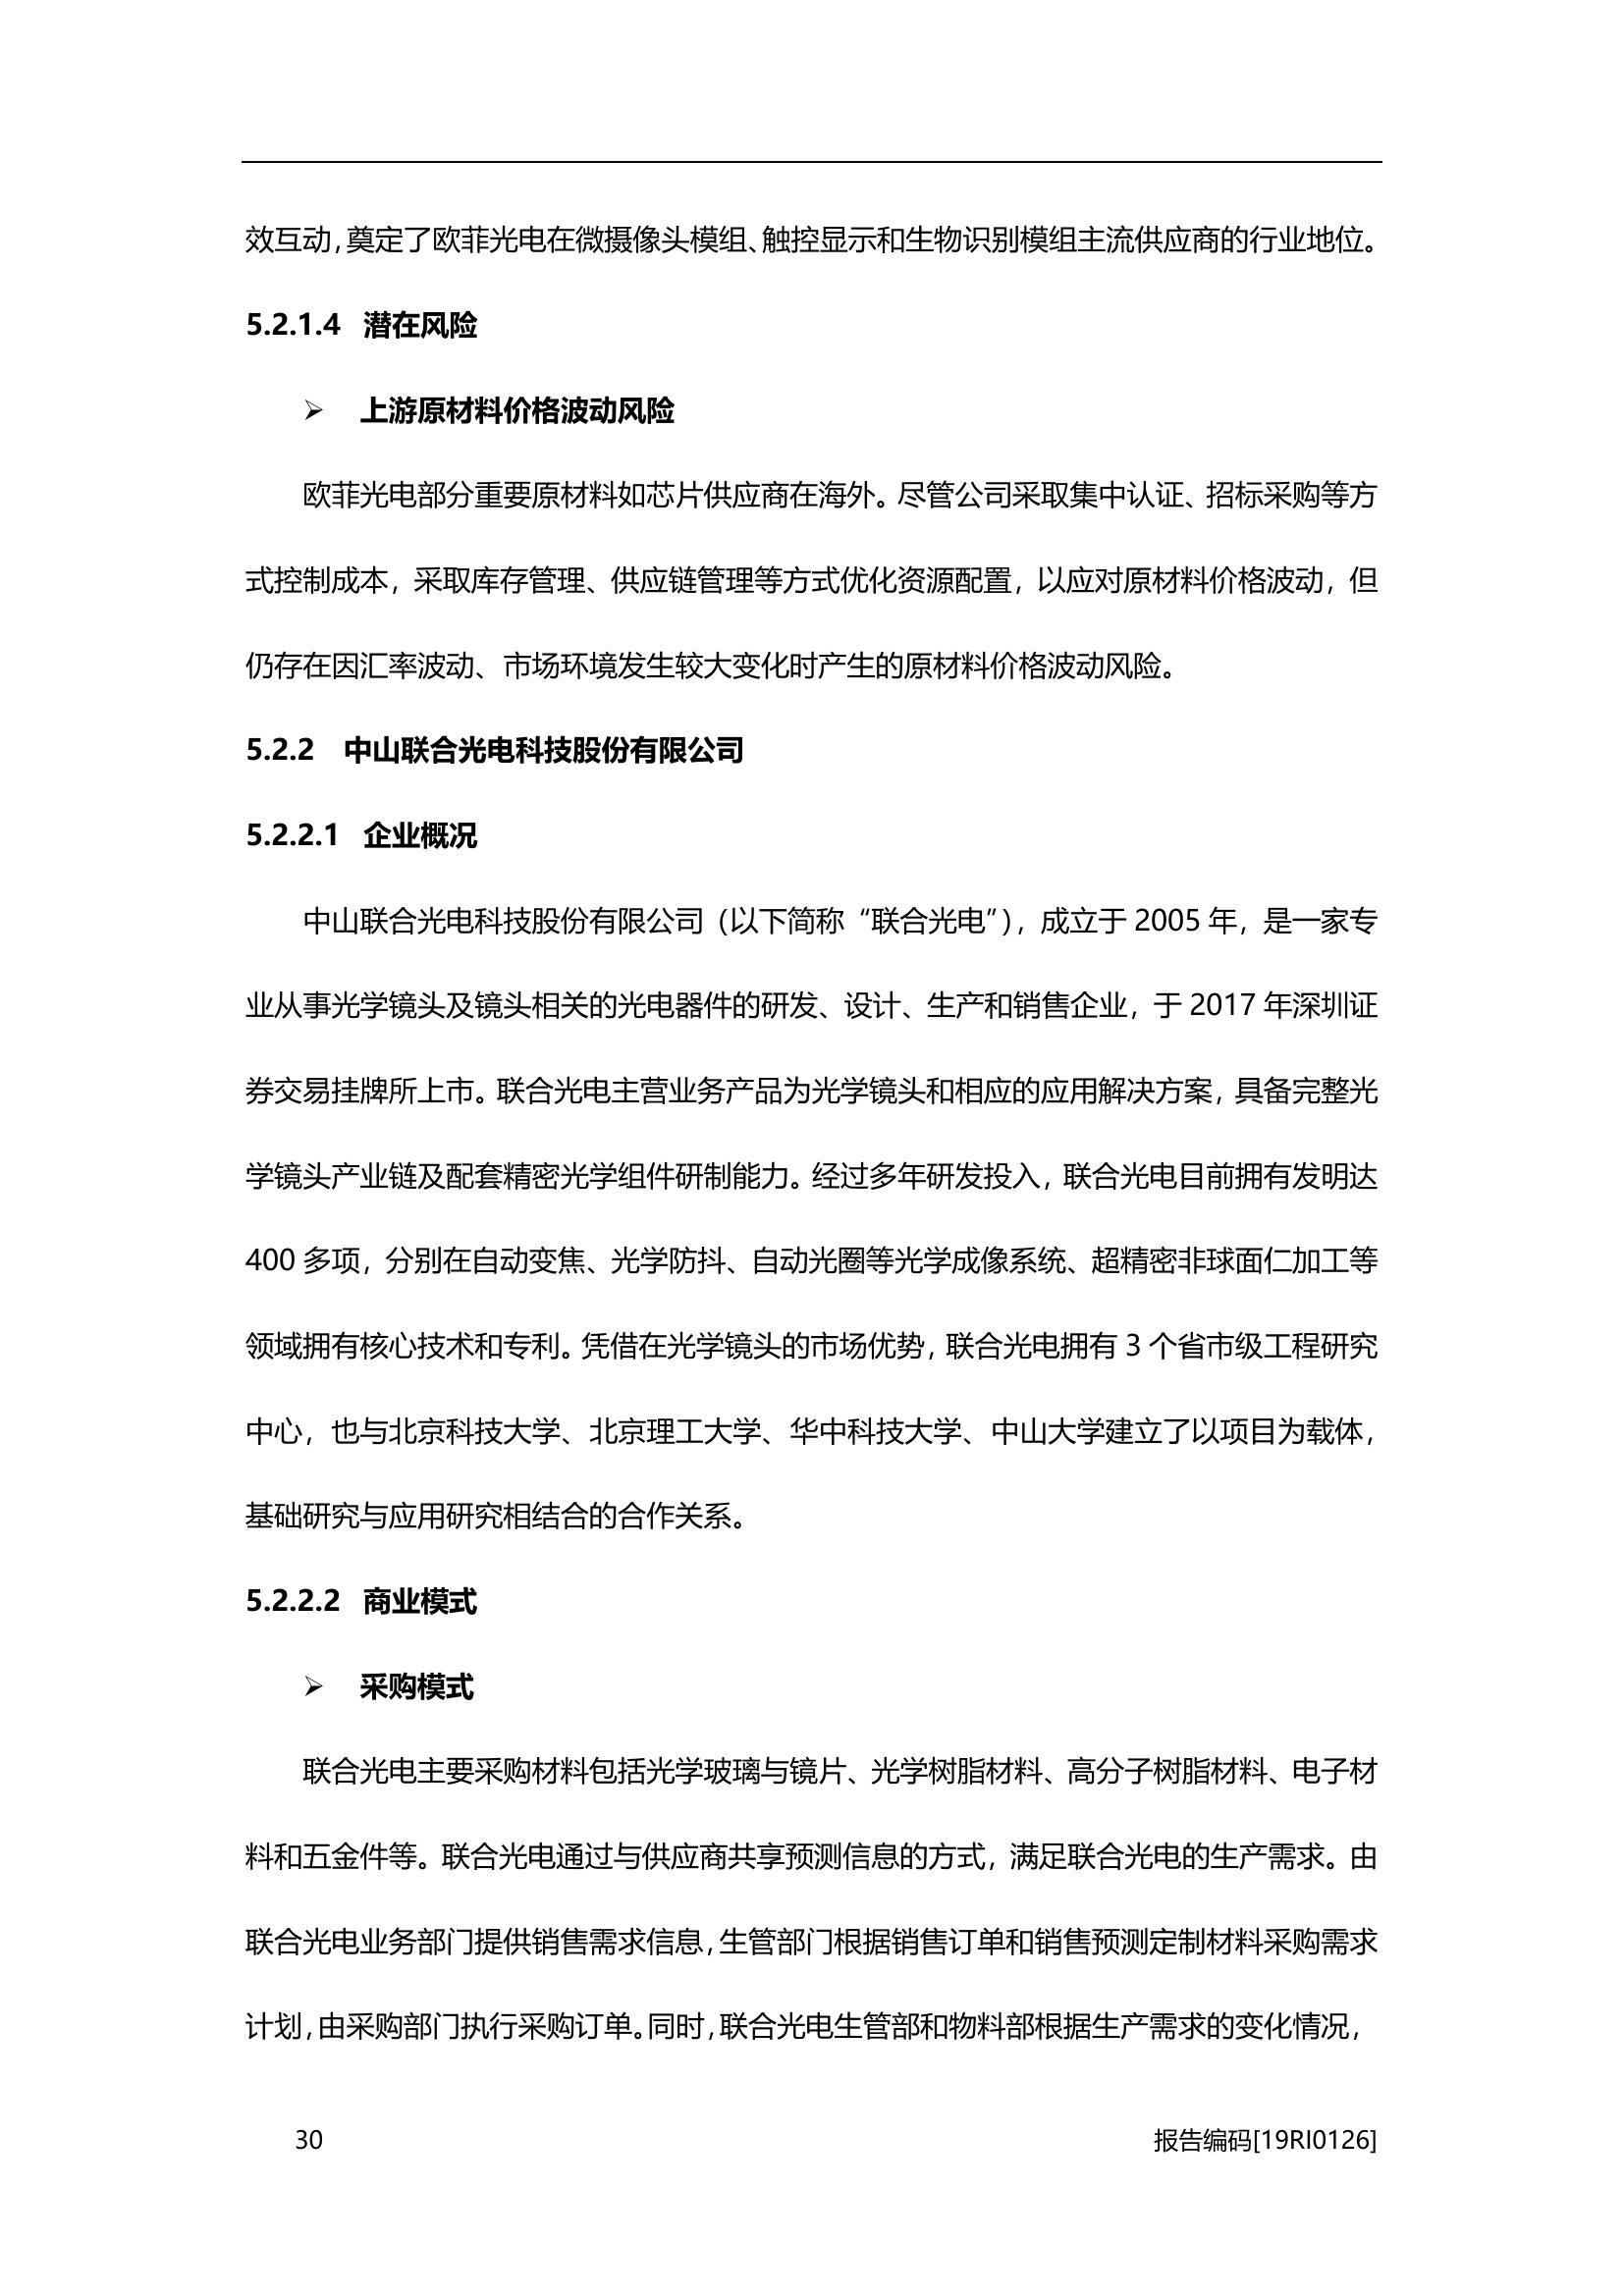 效互动，奠定了欧菲光电在微摄像头模组、触控显示和生物识别模组主流供应商的行业地位。
5.2.1.4 潜在风险
➢ 上游原材料价格波动风险
欧菲光电部分重要原材料如芯片供应商在海外。尽管公司采取集中认证、招标采购等方
式控制成本，采取库存管理、供应链管理等方式优化资源配置，以应对原材料价格波动，但
仍存在因汇率波动、市场环境发生较大变化时产生的原材料价格波动风险。
5.2.2 中山联合光电科技股份有限公司
5.2.2.1 企业概况
中山联合光电科技股份有限公司（以下简称“联合光电”），成立于 2005 年，是一家专
业从事光学镜头及镜头相关的光电器件的研发、设计、生产和销售企业，于 2017 年深圳证
券交易挂牌所上市。联合光电主营业务产品为光学镜头和相应的应用解决方案，具备完整光
学镜头产业链及配套精密光学组件研制能力。经过多年研发投入，联合光电目前拥有发明达
400 多项，分别在自动变焦、光学防抖、自动光圈等光学成像系统、超精密非球面仁加工等
领域拥有核心技术和专利。凭借在光学镜头的市场优势，联合光电拥有 3 个省市级工程研究
中心，也与北京科技大学、北京理工大学、华中科技大学、中山大学建立了以项目为载体，
基础研究与应用研究相结合的合作关系。
5.2.2.2 商业模式
➢ 采购模式
联合光电主要采购材料包括光学玻璃与镜片、光学树脂材料、高分子树脂材料、电子材
料和五金件等。联合光电通过与供应商共享预测信息的方式，满足联合光电的生产需求。由
联合光电业务部门提供销售需求信息，生管部门根据销售订单和销售预测定制材料采购需求
计划，由采购部门执行采购订单。同时，联合光电生管部和物料部根据生产需求的变化情况，
30
报告编码[19RI0126]